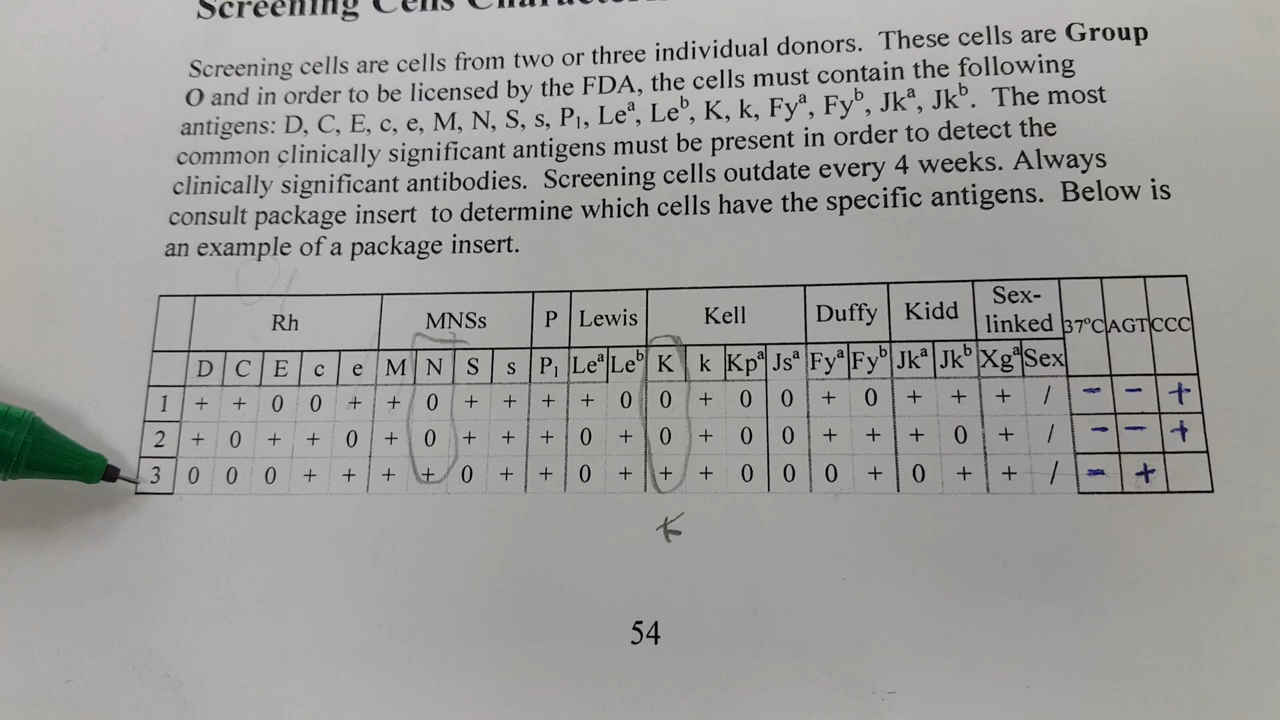 Screening Cells
Screening cells are cells from two or three individual donors. These cells are Group
O and in order to be licensed by the FDA, the cells must contain the following
antigens: D, C, E, c, e, M, N, S, s, P₁, Leᵃ, Leᵇ, K, k, Fyᵃ, Fyᵇ, Jkᵃ, Jkᵇ. The most
common clinically significant antigens must be present in order to detect the
clinically significant antibodies. Screening cells outdate every 4 weeks. Always
consult package insert to determine which cells have the specific antigens. Below is
an example of a package insert.
Rh MNSs P Lewis Kell Duffy Kidd Sex-linked 37°C AGT CCC
D C E c e M N S s P₁ Leᵃ Leᵇ K k Kpᵃ Jsᵃ Fyᵃ Fyᵇ Jkᵃ Jkᵇ Xgᵃ Sex
1 + + 0 0 + + 0 + + + + 0 0 + 0 0 + 0 + + + / - - +
2 + 0 + + 0 + 0 + + + 0 + 0 + 0 0 + + + 0 + / - - +
3 0 0 0 + + + + 0 + + 0 + + + 0 0 0 + 0 + + / - +
K
54